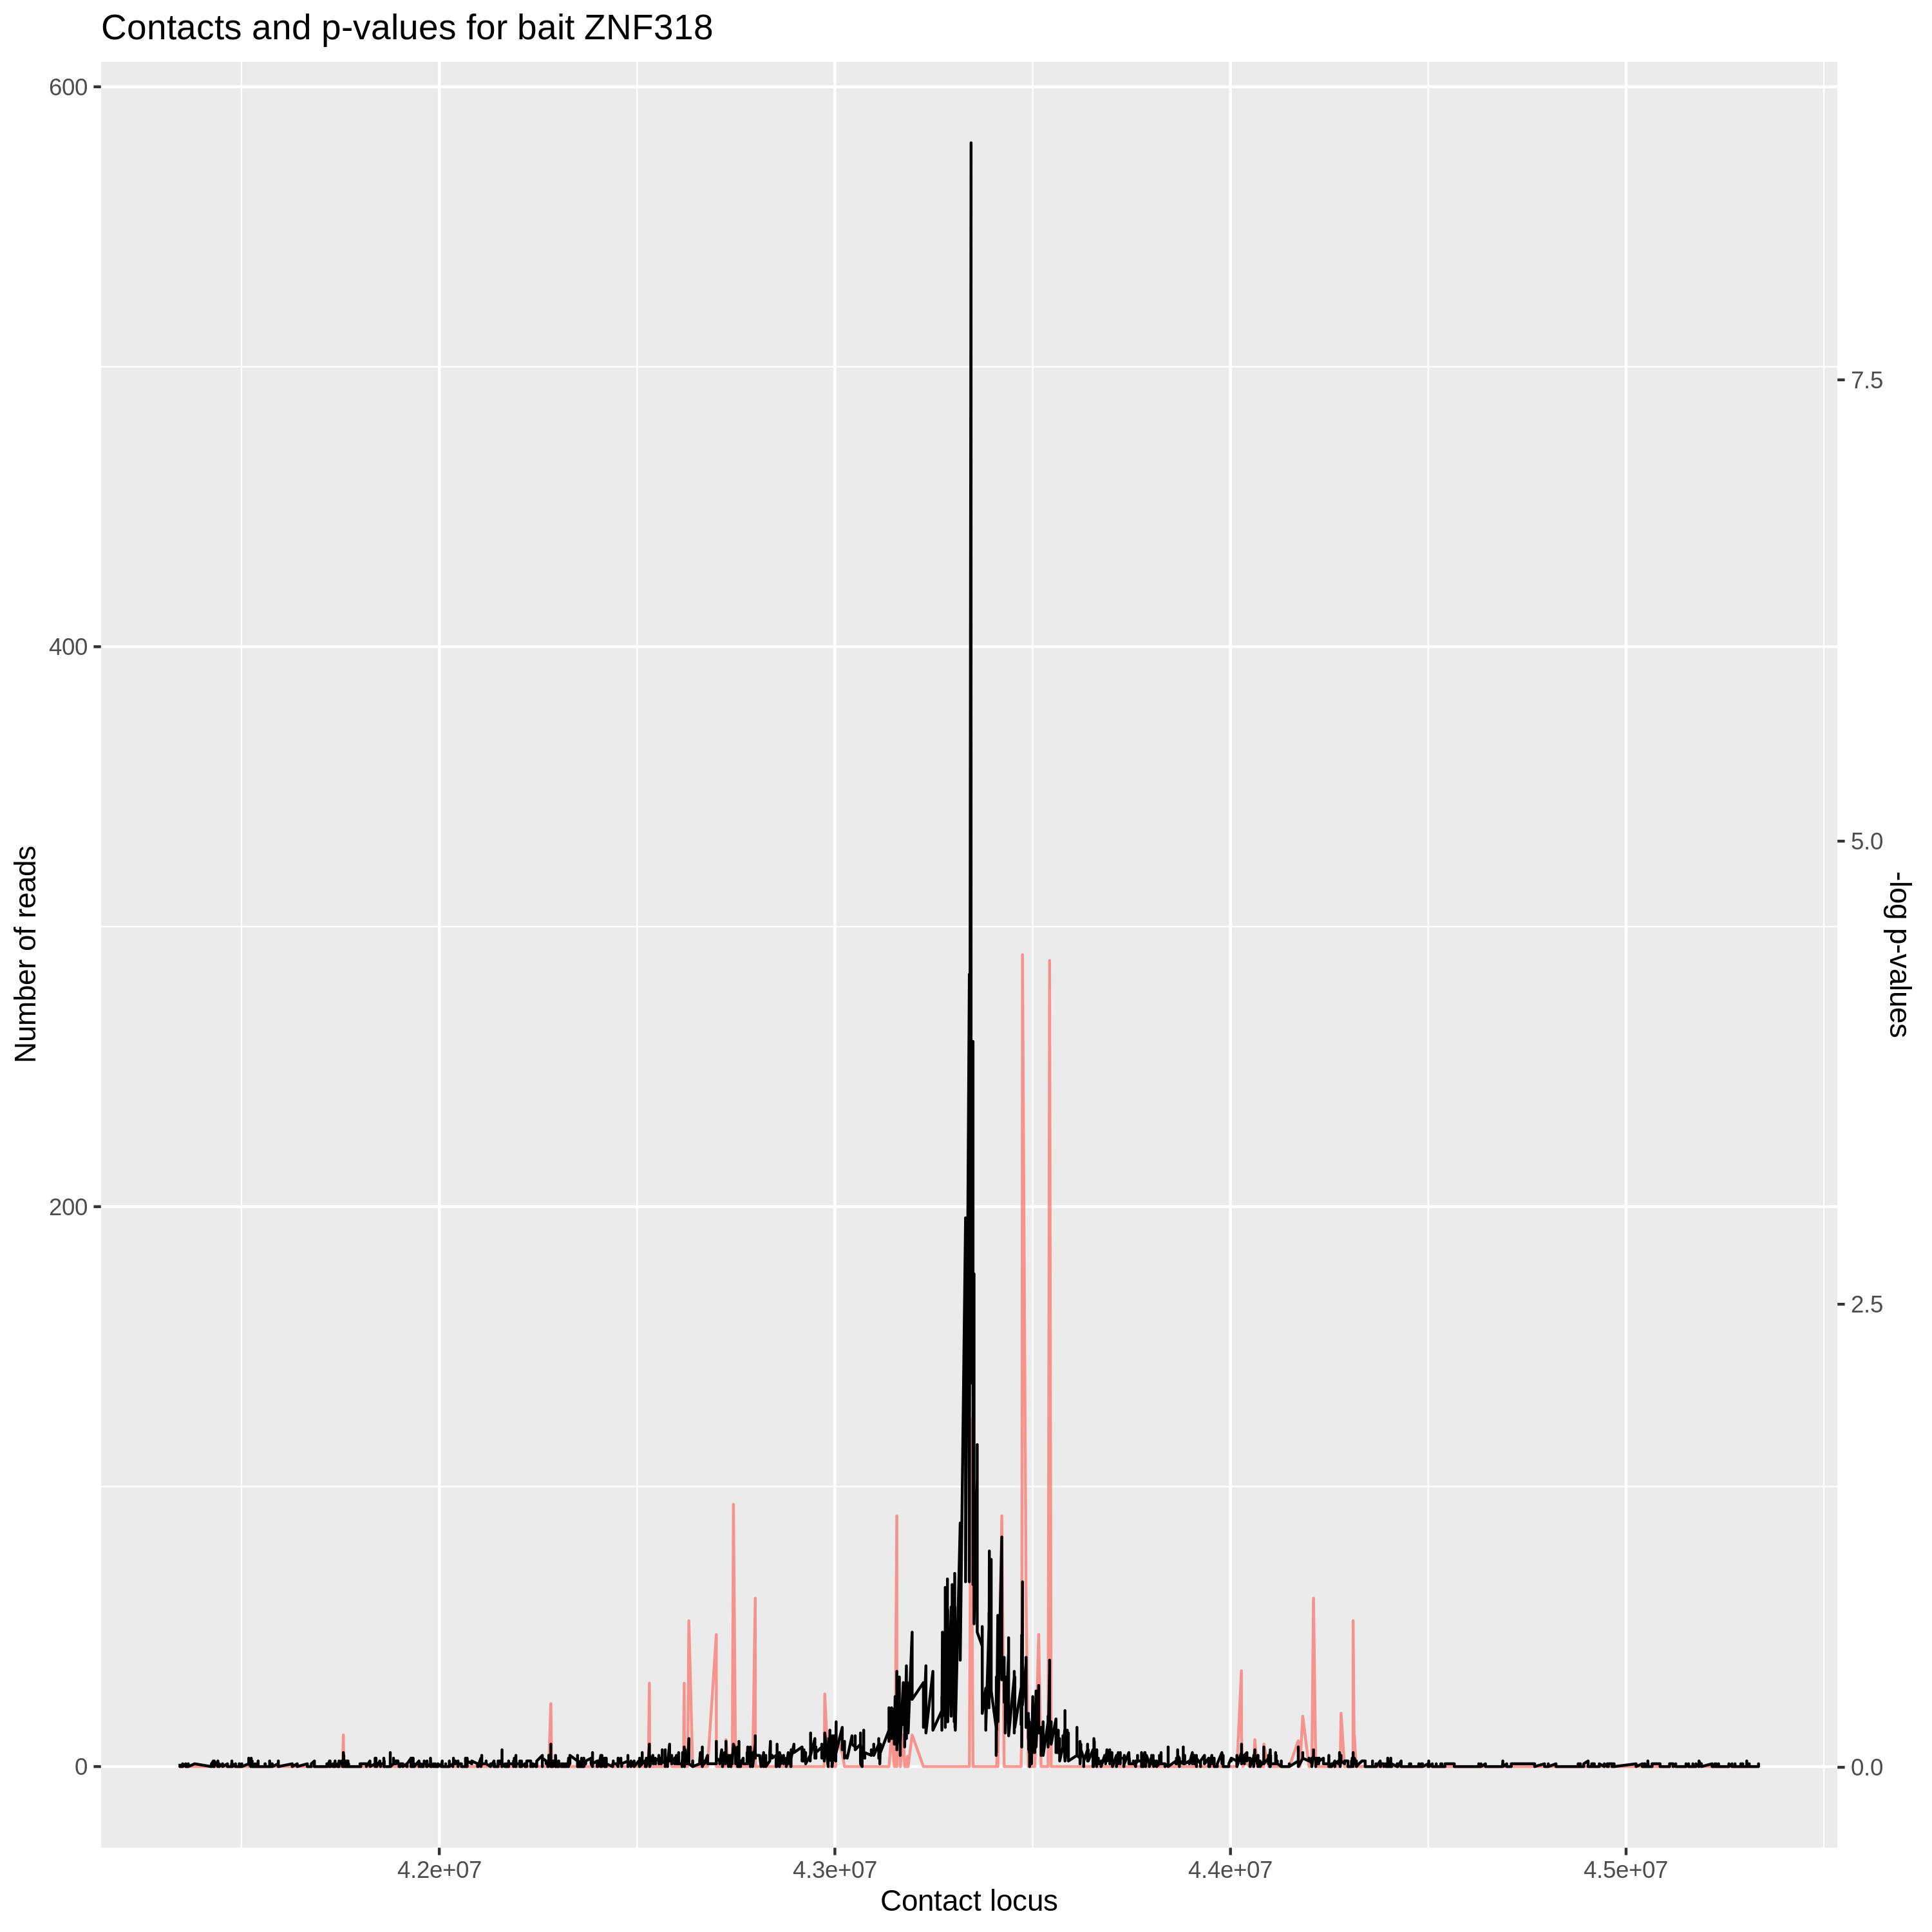 Contacts and p-values for bait ZNF318
600
400
200
0
Number of reads
7.5
5.0
2.5
0.0
-log p-values
4.2e+07
4.3e+07
4.4e+07
4.5e+07
Contact locus